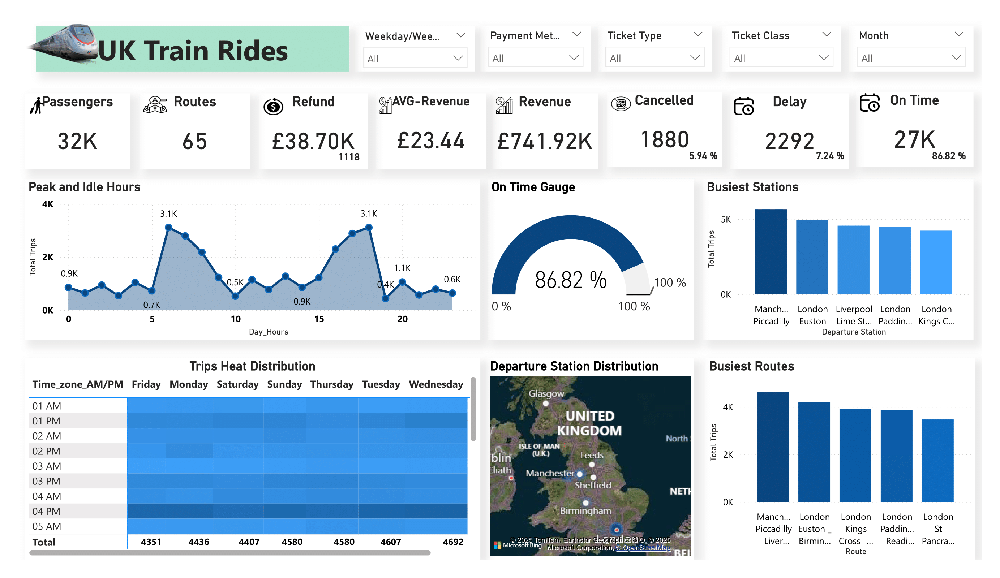 UK Train Rides
Weekday/Wee...
All
Payment Met...
All
Ticket Type
All
Ticket Class
All
Month
All
Passengers
32K
Routes
65
Refund
£38.70K
1118
AVG-Revenue
£23.44
Revenue
£741.92K
Cancelled
1880
5.94 %
Delay
2292
7.24 %
On Time
27K
86.82 %
Peak and Idle Hours
Total Trips
4K
2K
0K
0.9K
0.7K
3.1K
0.5K
0.9K
3.1K
0.4K
1.1K
0.6K
0 5 10 15 20
Day_Hours
On Time Gauge
86.82 %
100 %
0 %
100 %
Busiest Stations
Total Trips
5K
0K
Manch... Piccadilly
London Euston
Liverpool Lime St...
London Paddin...
London Kings C...
Departure Station
Trips Heat Distribution
Time_zone_AM/PM Friday Monday Saturday Sunday Thursday Tuesday Wednesday
01 AM
01 PM
02 AM
02 PM
03 AM
03 PM
04 AM
04 PM
05 AM
Total 4351 4436 4407 4580 4580 4607 4692
Departure Station Distribution
Glasgow
UNITED
KINGDOM
North
ISLE OF MAN
(U.K.)
Leeds
blin
Cliath
Manchester
Sheffield
NETH
Birmingham
London
© 2025 TomTom, Earthstar Geographics SIO, © 2025
Microsoft Bing
Microsoft Corporation, © OpenStreetMap
BEL
Busiest Routes
Total Trips
4K
2K
0K
Manch... Piccadilly _ Liver...
London Euston _ Birmin...
London Kings Cross _...
London Paddin... _ Readi...
London St Pancra...
Route